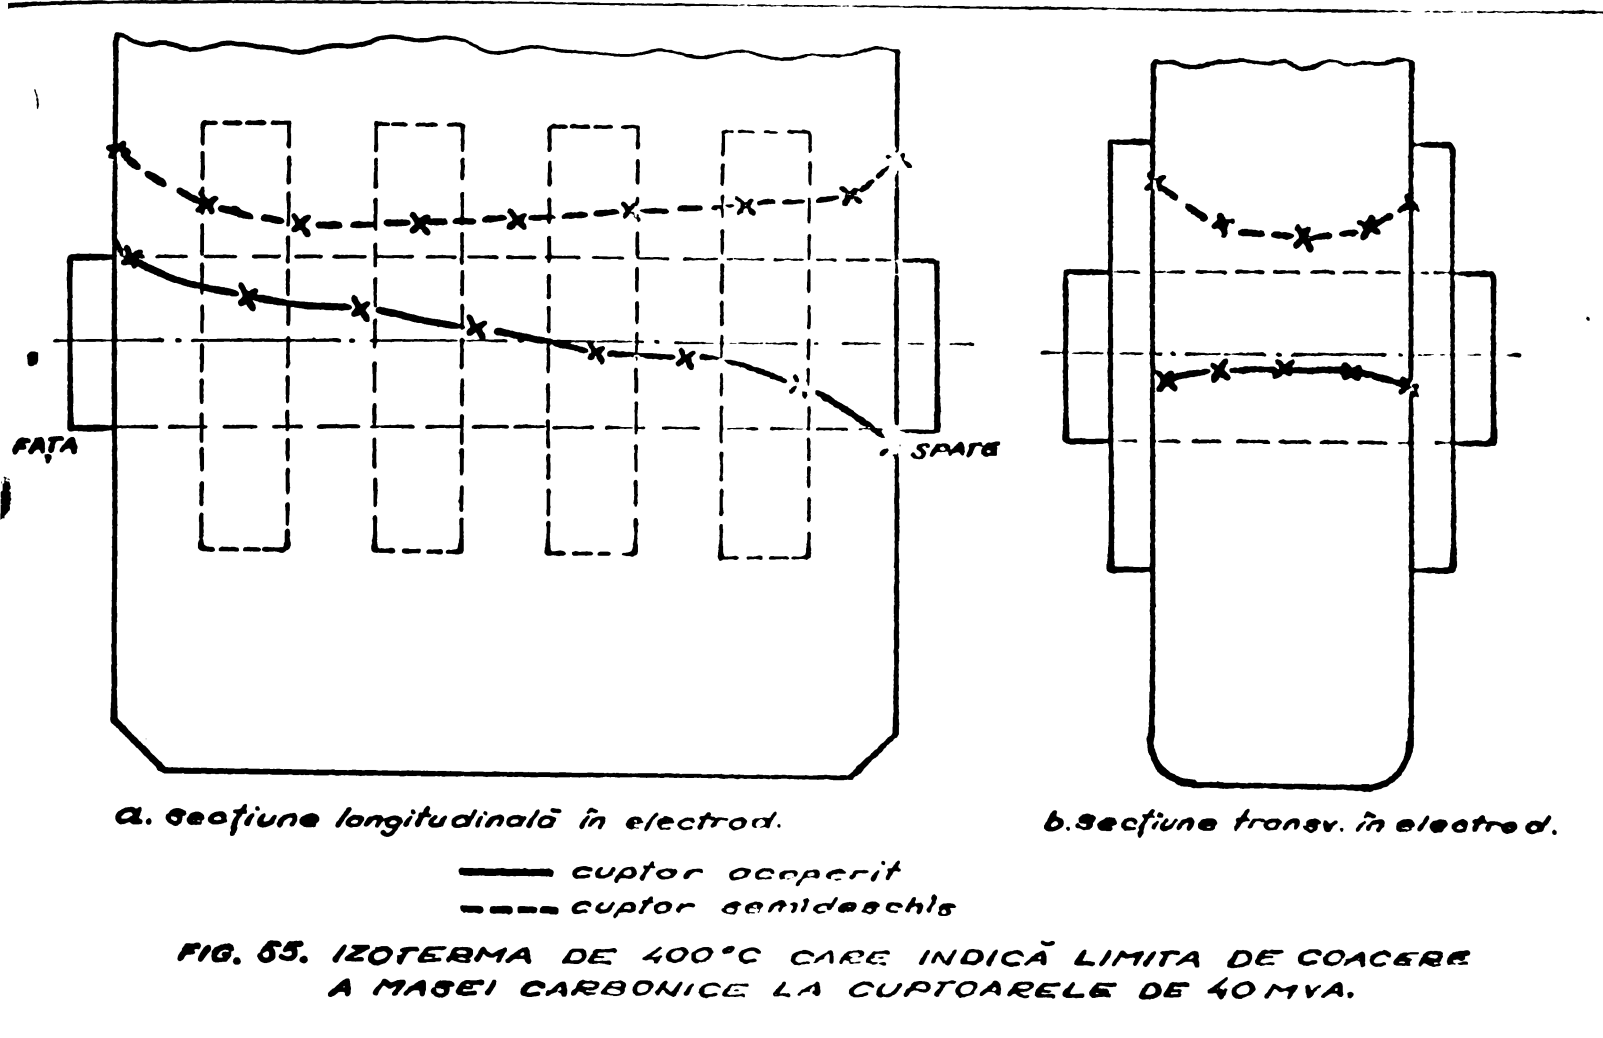 FAȚA
SPATE
a. secțiune longitudinală în electrod.
b. secțiune transv. în electrod.
cuptor acoperit
cuptor semideschis
FIG. 55. IZOTERMA DE 400°C CARE INDICĂ LIMITA DE COACERE
A MASEI CARBONICE LA CUPTOARELE DE 40 MVA.